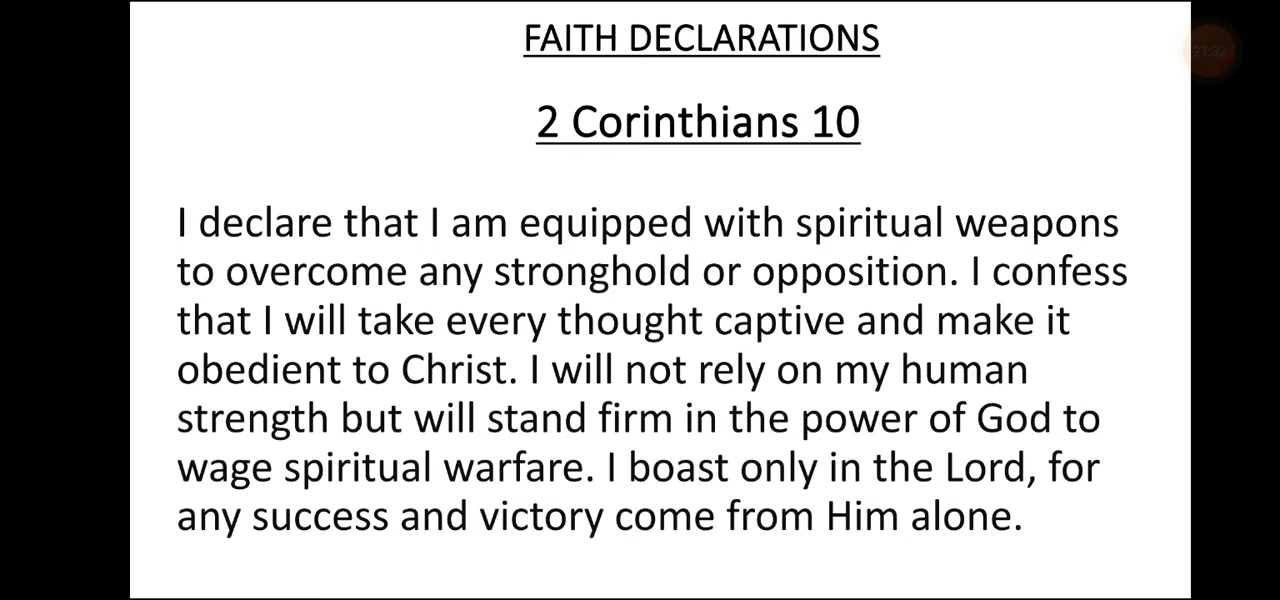 FAITH DECLARATIONS
21:32
2 Corinthians 10
I declare that I am equipped with spiritual weapons
to overcome any stronghold or opposition. I confess
that I will take every thought captive and make it
obedient to Christ. I will not rely on my human
strength but will stand firm in the power of God to
wage spiritual warfare. I boast only in the Lord, for
any success and victory come from Him alone.